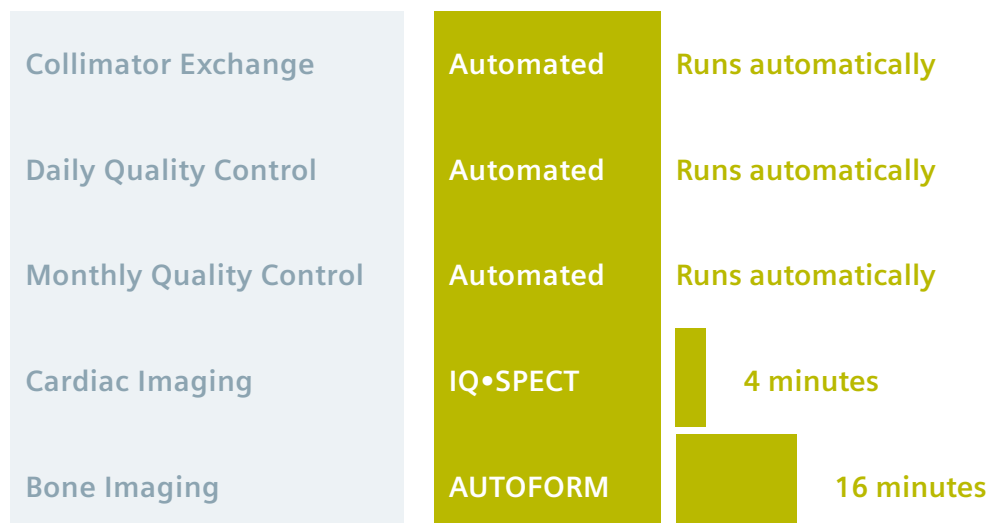 Collimator Exchange Automated Runs automatically
Daily Quality Control Automated Runs automatically
Monthly Quality Control Automated Runs automatically
Cardiac Imaging IQ•SPECT 4 minutes
Bone Imaging AUTOFORM 16 minutes